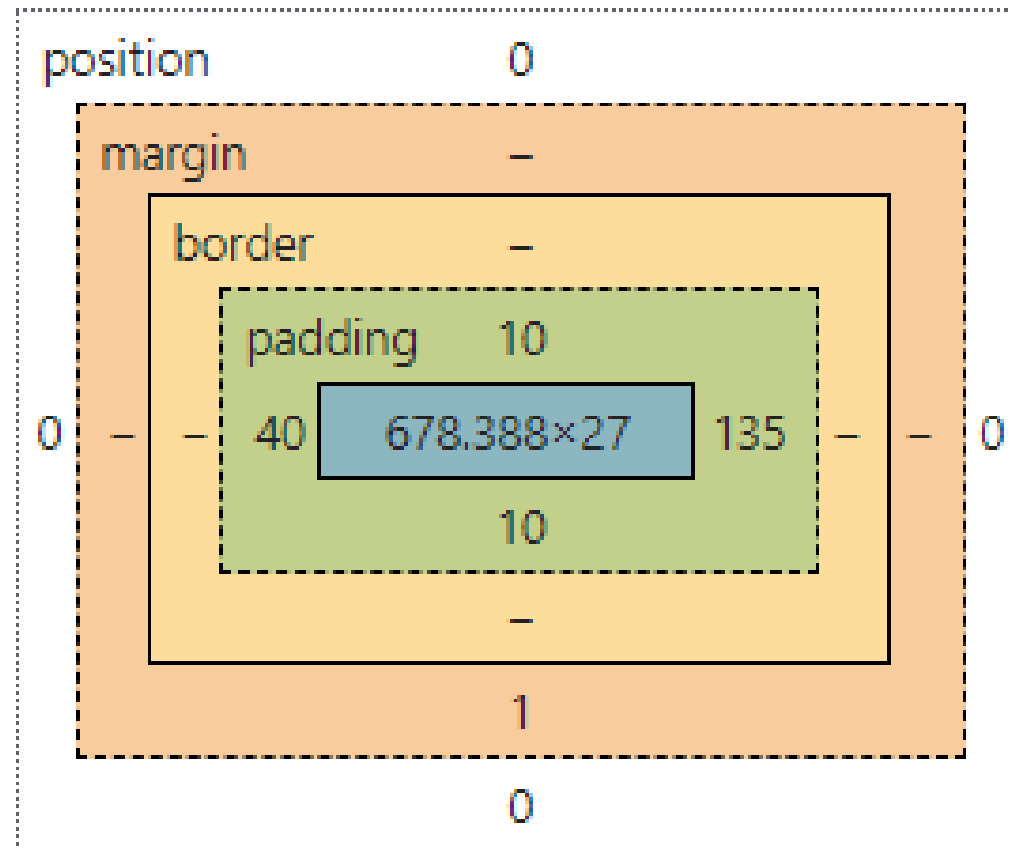 position 0
margin –
border –
padding 10
0 – – 40 678.388×27 135 – – 0
10
–
1
0